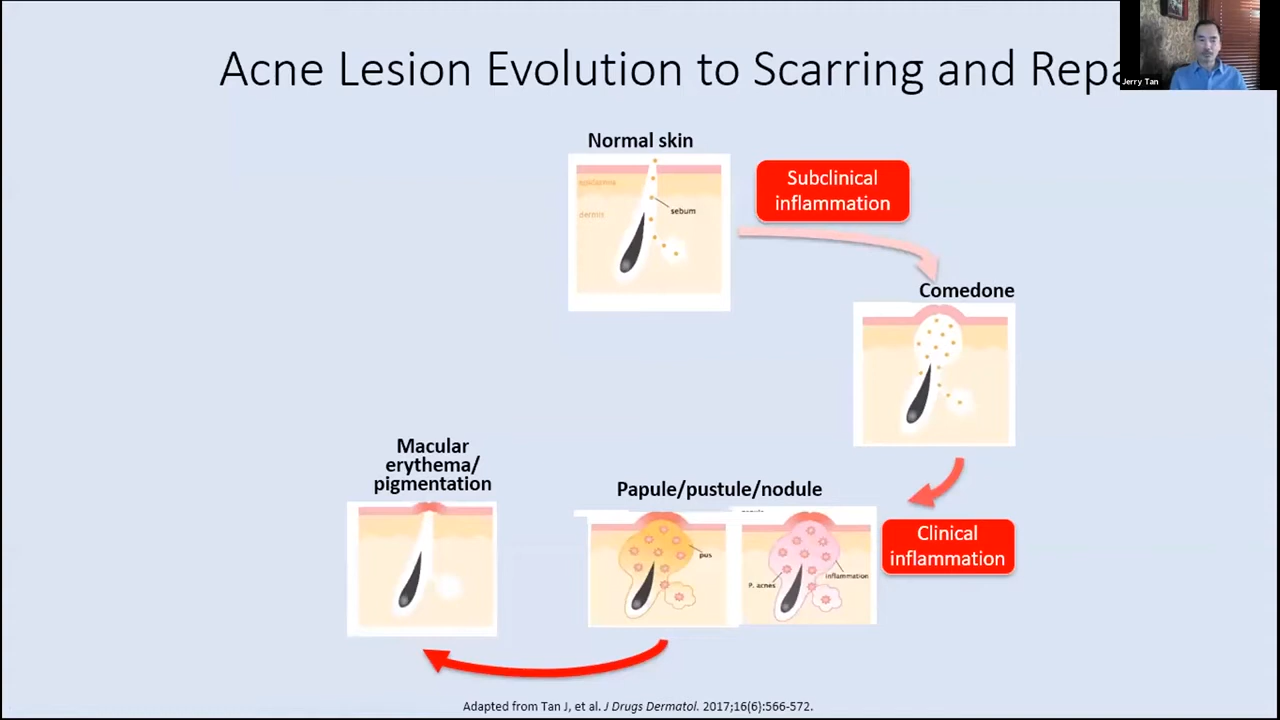 Acne Lesion Evolution to Scarring and Repa
Jerry Tan
Normal skin
epidermis
dermis
sebum
Subclinical
inflammation
Comedone
Macular
erythema/
pigmentation
Papule/pustule/nodule
pus
P. acnes
inflammation
Clinical
inflammation
Adapted from Tan J, et al. J Drugs Dermatol. 2017;16(6):566-572.